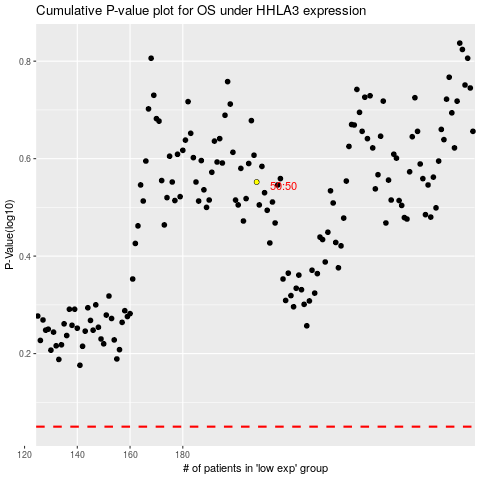 Cumulative P-value plot for OS under HHLA3 expression
P-Value(log10)
0.8
0.6
0.4
0.2
50:50
120 140 160 180
# of patients in 'low exp' group